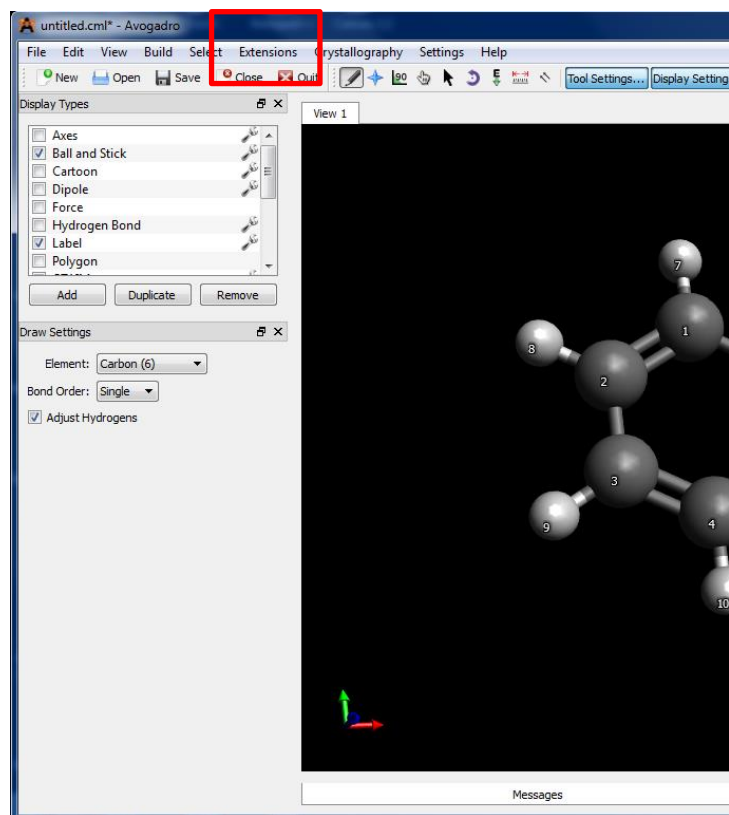 untitled.cml* - Avogadro
File Edit View Build Select Extensions Crystallography Settings Help
New Open Save Close Quit Tool Settings... Display Setting
Display Types
View 1
Axes
Ball and Stick
Cartoon
Dipole
Force
Hydrogen Bond
Label
Polygon
Add Duplicate Remove
Draw Settings
Element: Carbon (6)
Bond Order: Single
Adjust Hydrogens
7
1
8
2
3
9
4
10
Messages